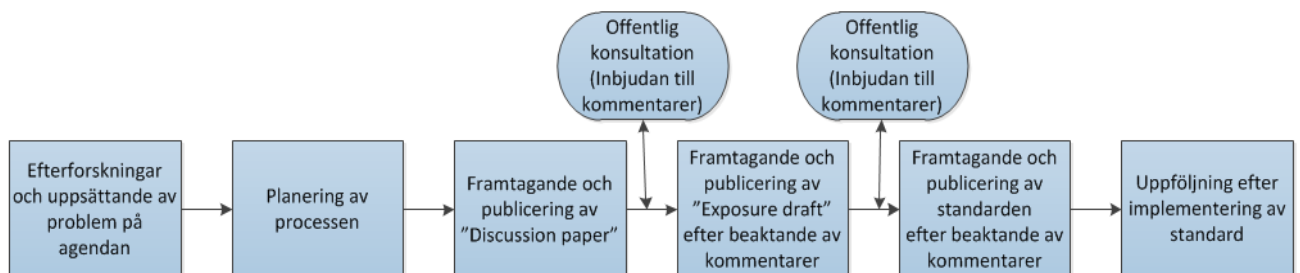 Offentlig
konsultation
(Inbjudan till
kommentarer)
Offentlig
konsultation
(Inbjudan till
kommentarer)
Efterforskningar
och uppsättande av
problem på
agendan
Planering av
processen
Framtagande och
publicering av
”Discussion paper”
Framtagande och
publicering av
”Exposure draft”
efter beaktande av
kommentarer
Framtagande och
publicering av
standarden
efter beaktande av
kommentarer
Uppföljning efter
implementering av
standard